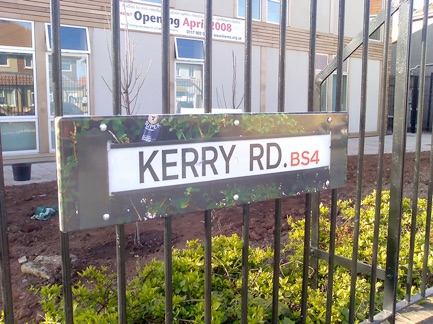 Opening April 2008
KERRY RD. BS4